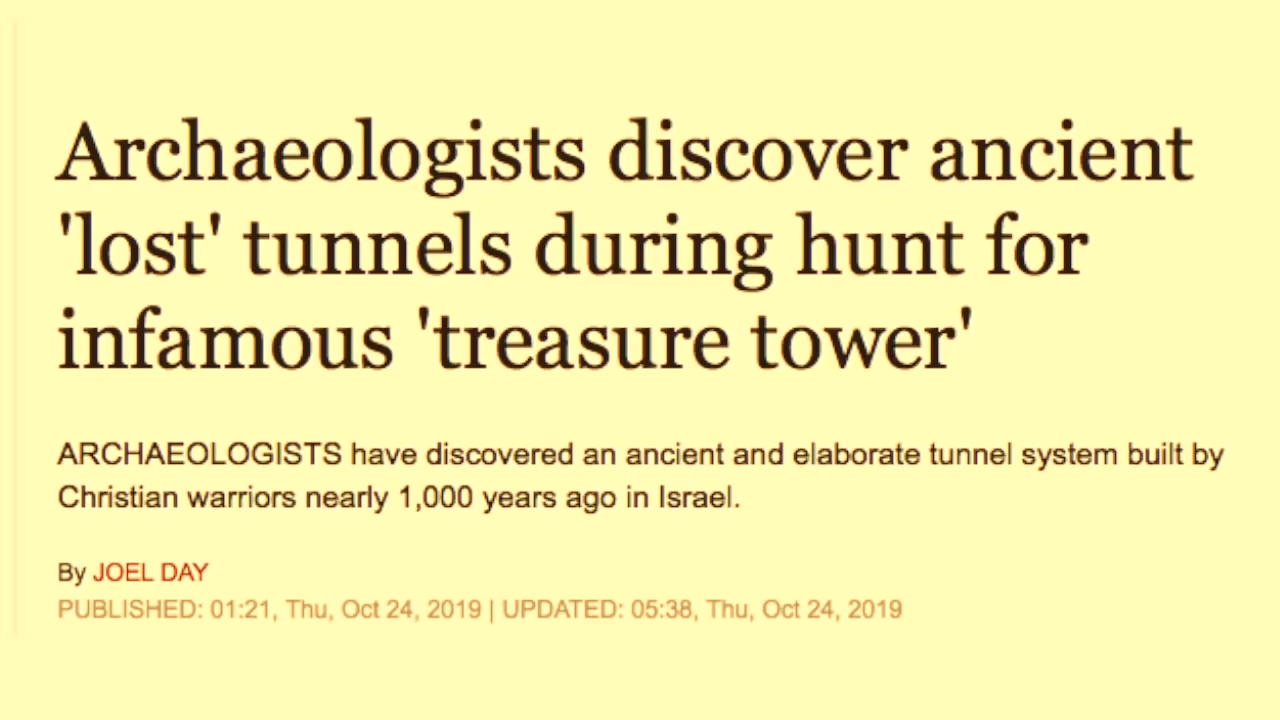 Archaeologists discover ancient
'lost' tunnels during hunt for
infamous 'treasure tower'
ARCHAEOLOGISTS have discovered an ancient and elaborate tunnel system built by
Christian warriors nearly 1,000 years ago in Israel.
By JOEL DAY
PUBLISHED: 01:21, Thu, Oct 24, 2019 | UPDATED: 05:38, Thu, Oct 24, 2019